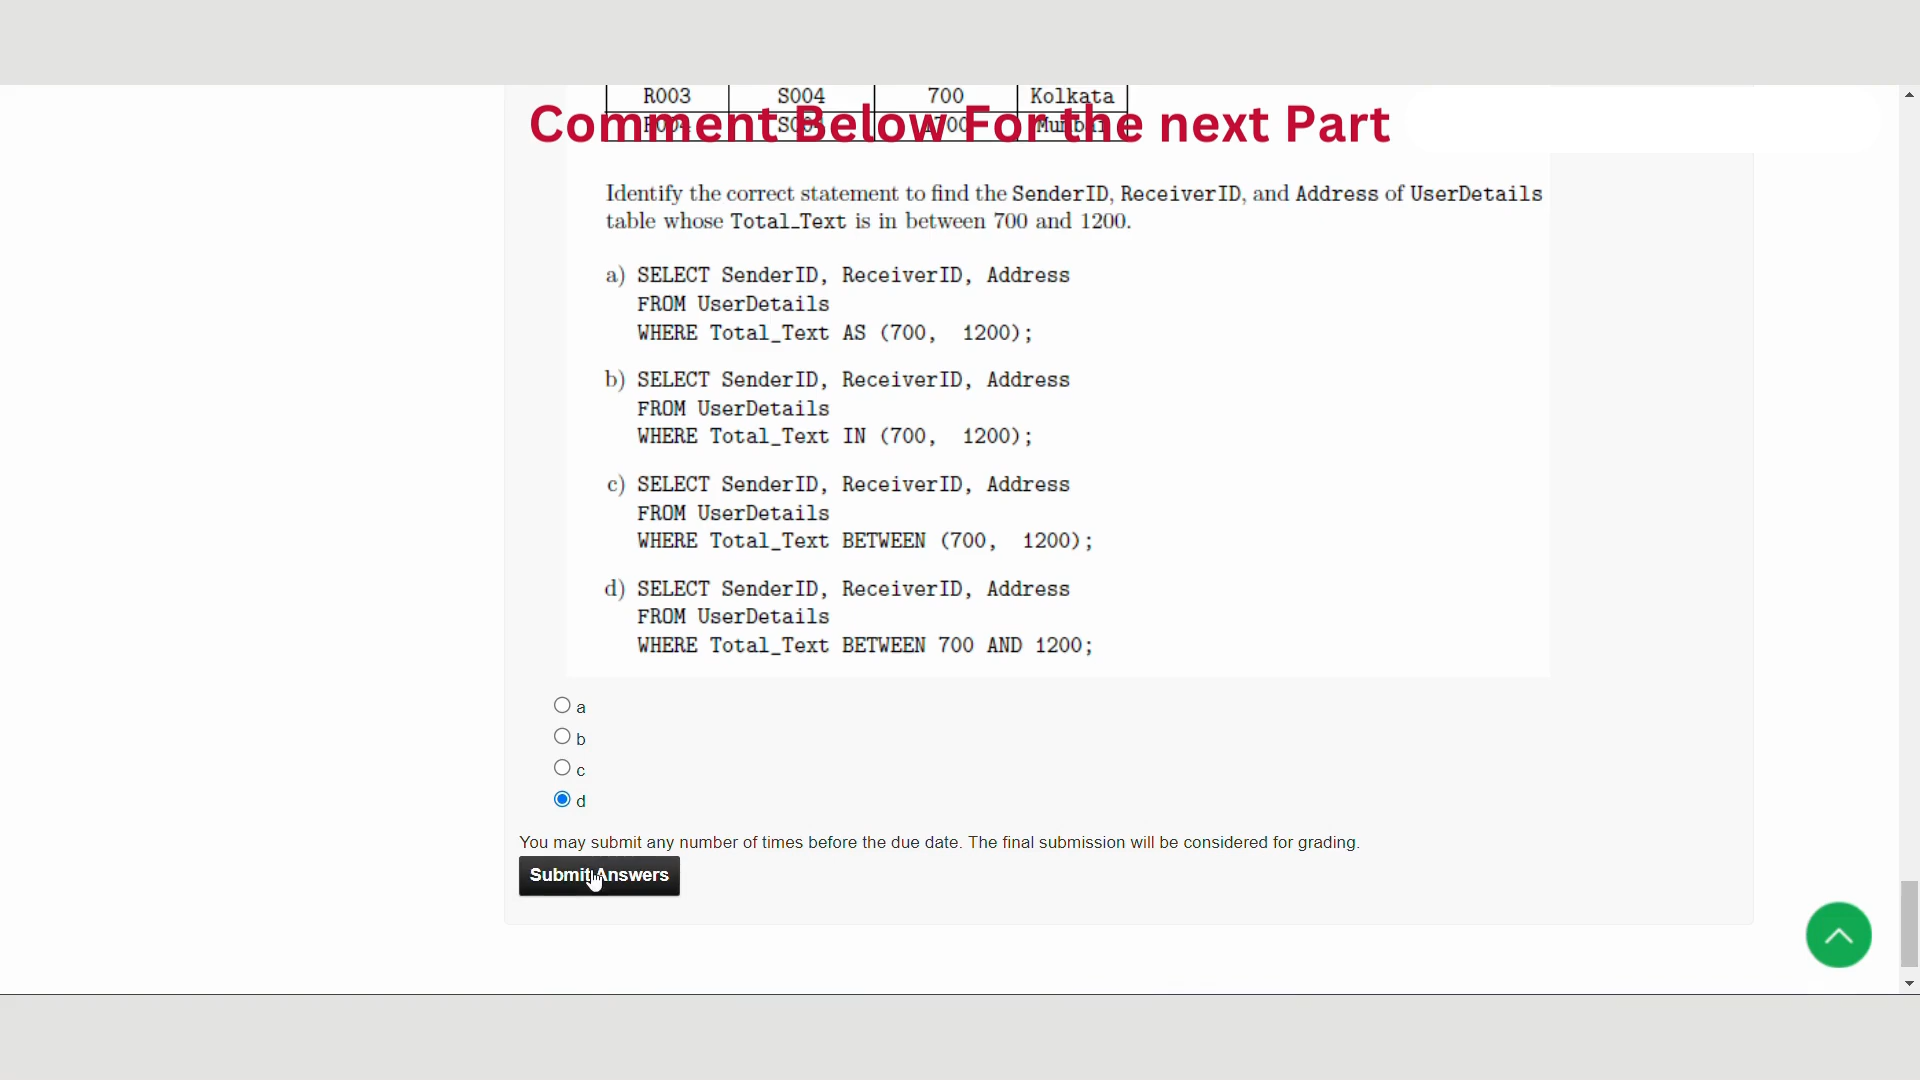 R003 S004 700 Kolkata
Comment Below For the next Part
Identify the correct statement to find the SenderID, ReceiverID, and Address of UserDetails
table whose Total_Text is in between 700 and 1200.
a) SELECT SenderID, ReceiverID, Address
FROM UserDetails
WHERE Total_Text AS (700, 1200);
b) SELECT SenderID, ReceiverID, Address
FROM UserDetails
WHERE Total_Text IN (700, 1200);
c) SELECT SenderID, ReceiverID, Address
FROM UserDetails
WHERE Total_Text BETWEEN (700, 1200);
d) SELECT SenderID, ReceiverID, Address
FROM UserDetails
WHERE Total_Text BETWEEN 700 AND 1200;
a
b
c
d
You may submit any number of times before the due date. The final submission will be considered for grading.
Submit Answers